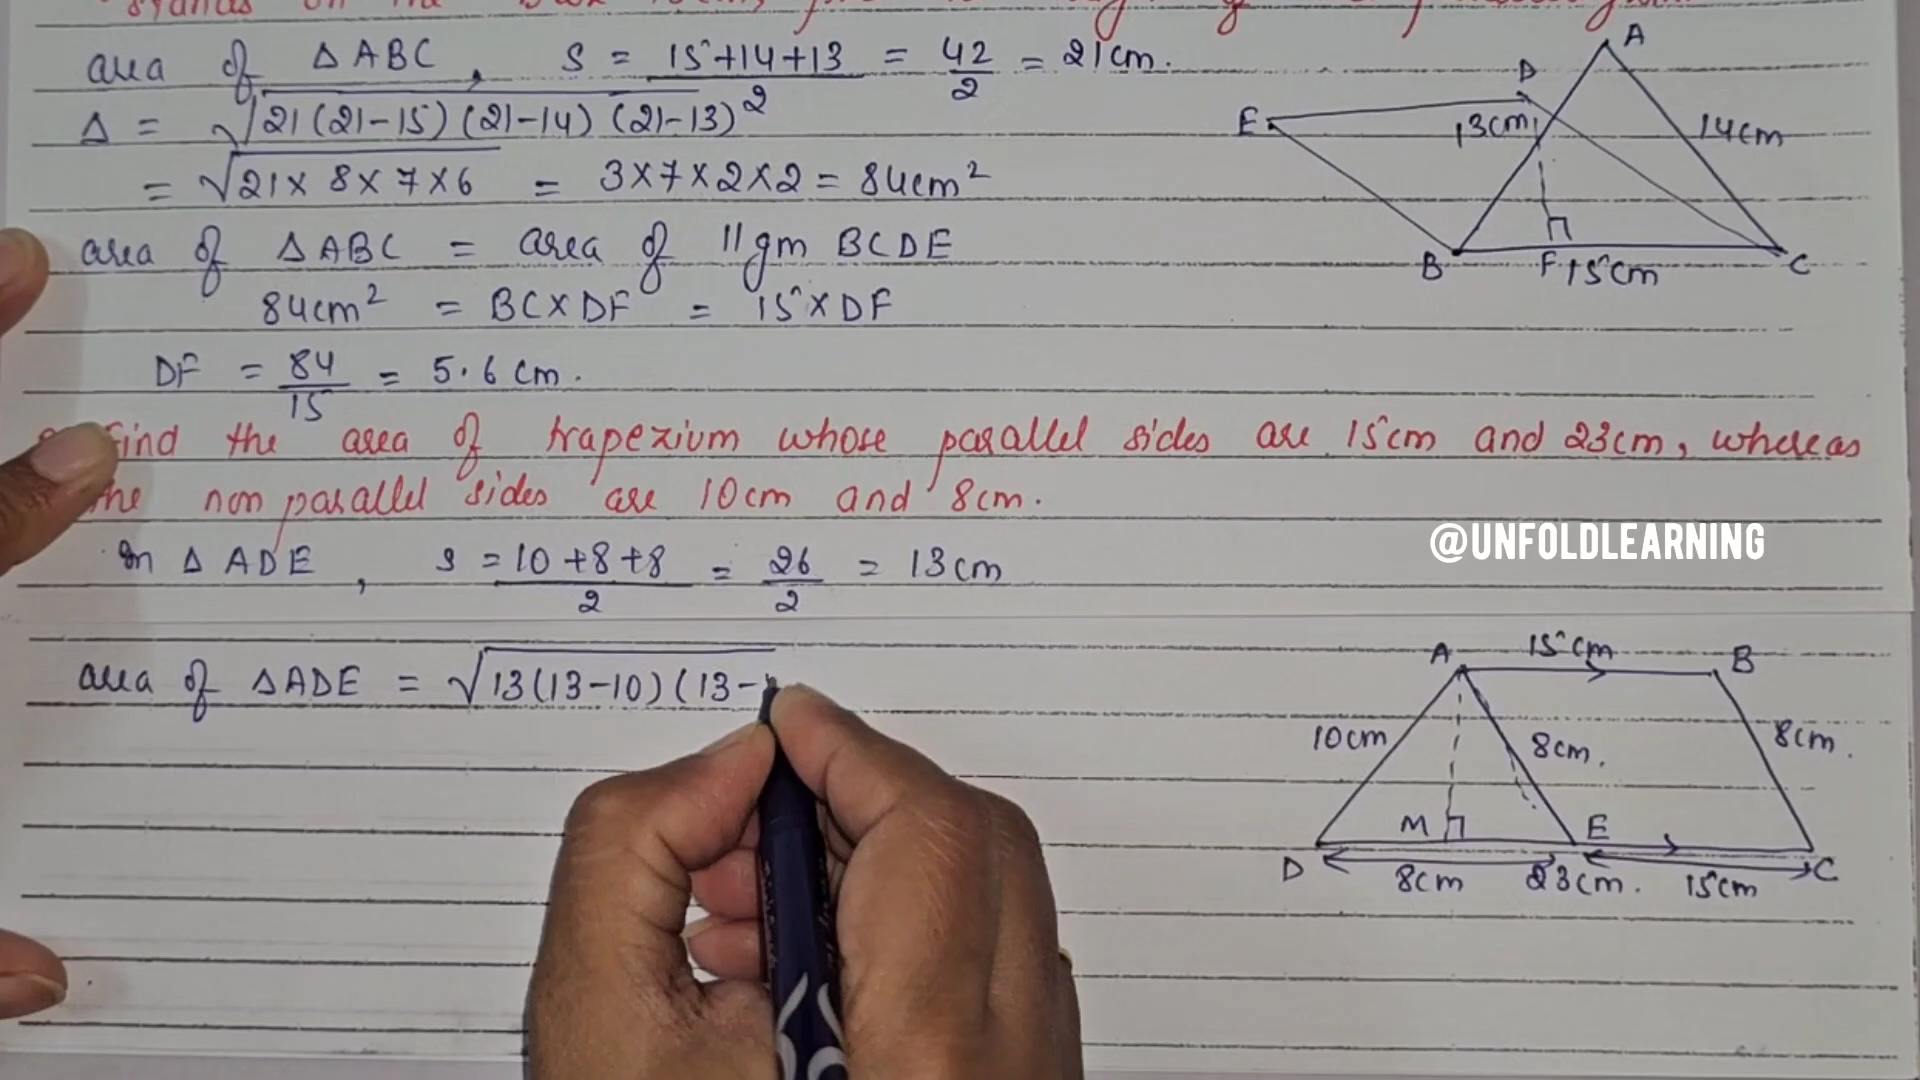 area of Δ ABC , S = 15+14+13 = 42/2 = 21cm.
Δ = √21(21-15)(21-14)(21-13) 2
= √21×8×7×6 = 3×7×2×2 = 84cm²
area of ΔABC = area of ||gm BCDE
84cm² = BC×DF = 15×DF
DF = 84/15 = 5.6 cm.
A
D
E
13cm
14cm
B
F
15cm
C
Find the area of trapezium whose parallel sides are 15cm and 23cm, whereas
the non parallel sides are 10cm and 8cm.
@UNFOLDLEARNING
In Δ ADE , s = 10+8+8/2 = 26/2 = 13cm
area of ΔADE = √13(13-10)(13-
A
15cm
B
10cm
8cm.
8cm.
M
E
D
8cm
23cm.
15cm
C